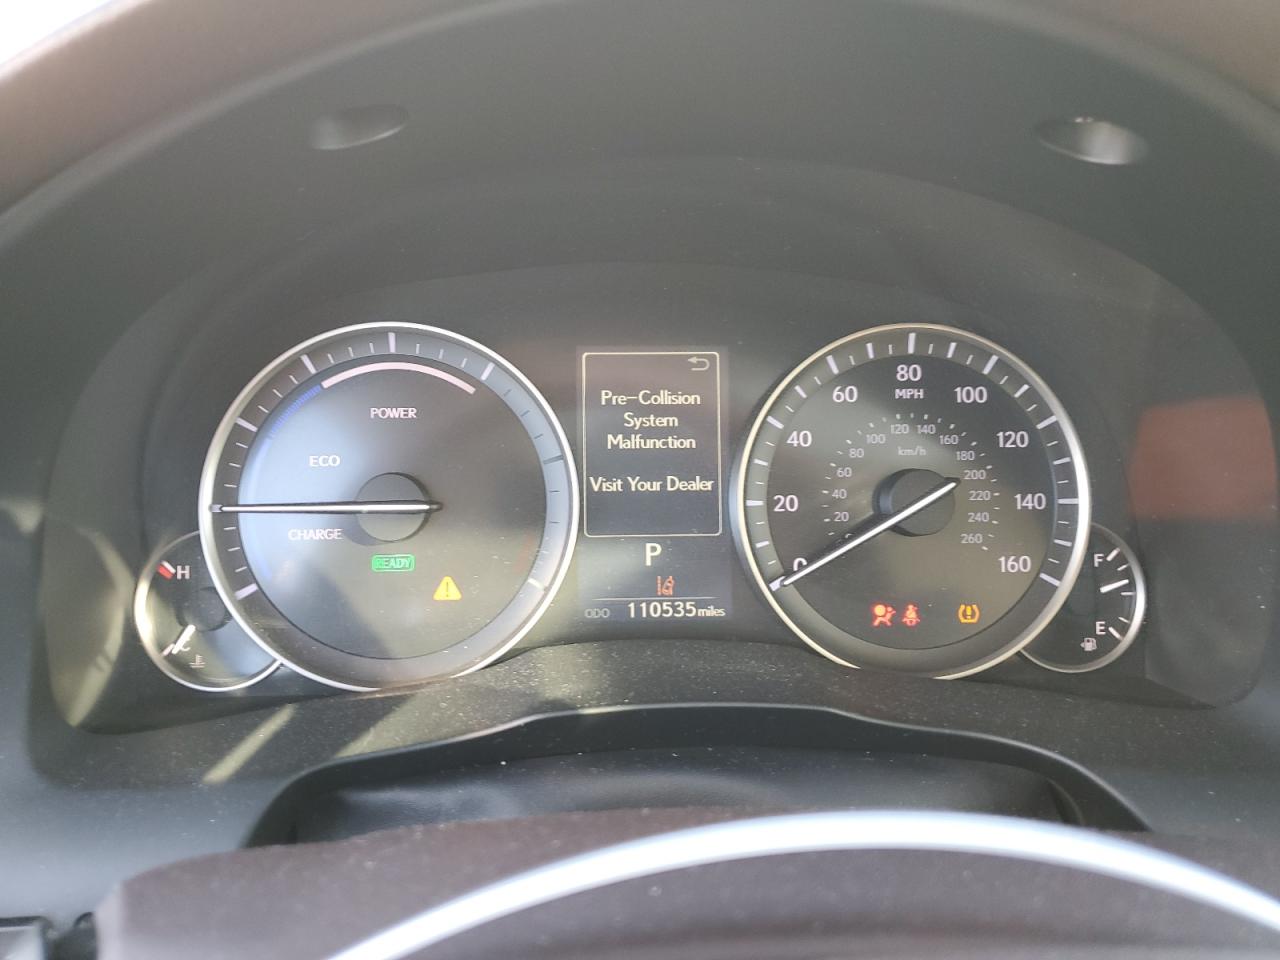 POWER
ECO
CHARGE
READY
H
C
Pre-Collision
System
Malfunction
Visit Your Dealer
P
ODO 110535 miles
0
20
40
60
80
100
120
140
160
MPH
20
40
60
80
100
120
140
160
180
200
220
240
260
km/h
F
E